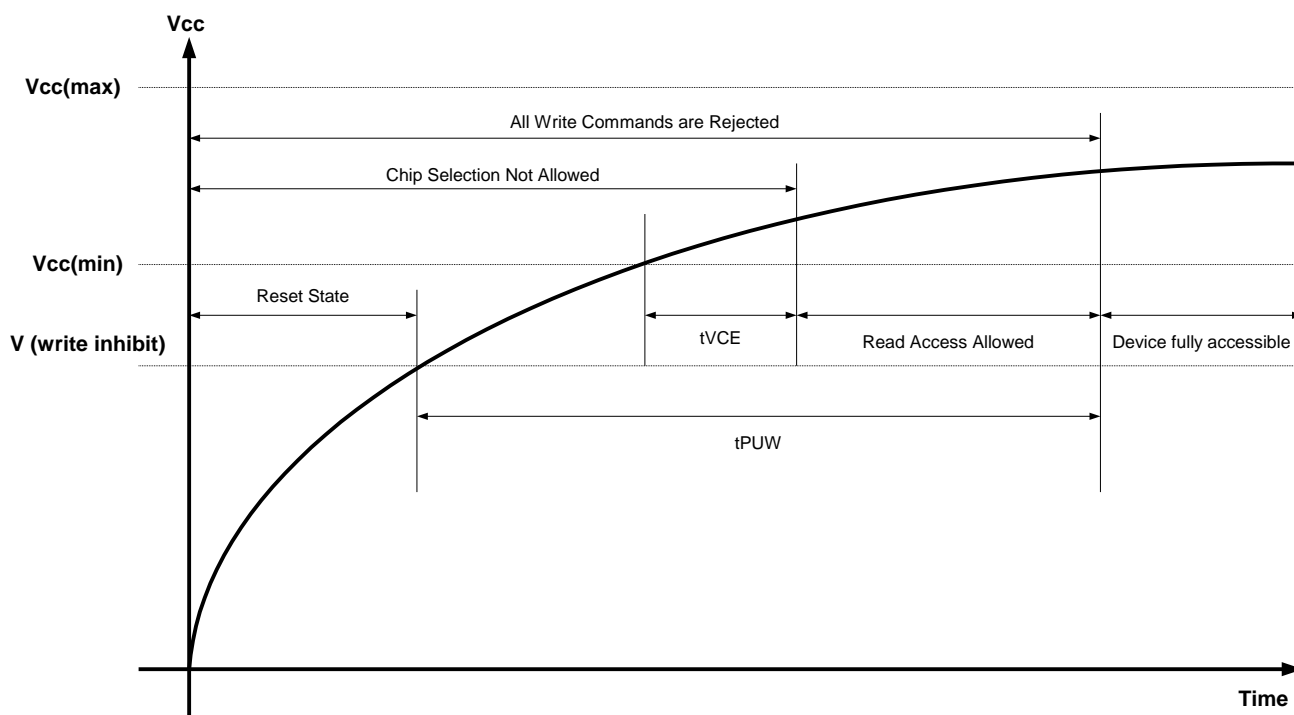 Vcc
Vcc(max)
All Write Commands are Rejected
Chip Selection Not Allowed
Vcc(min)
Reset State
V (write inhibit)
tVCE
Read Access Allowed
Device fully accessible
tPUW
Time